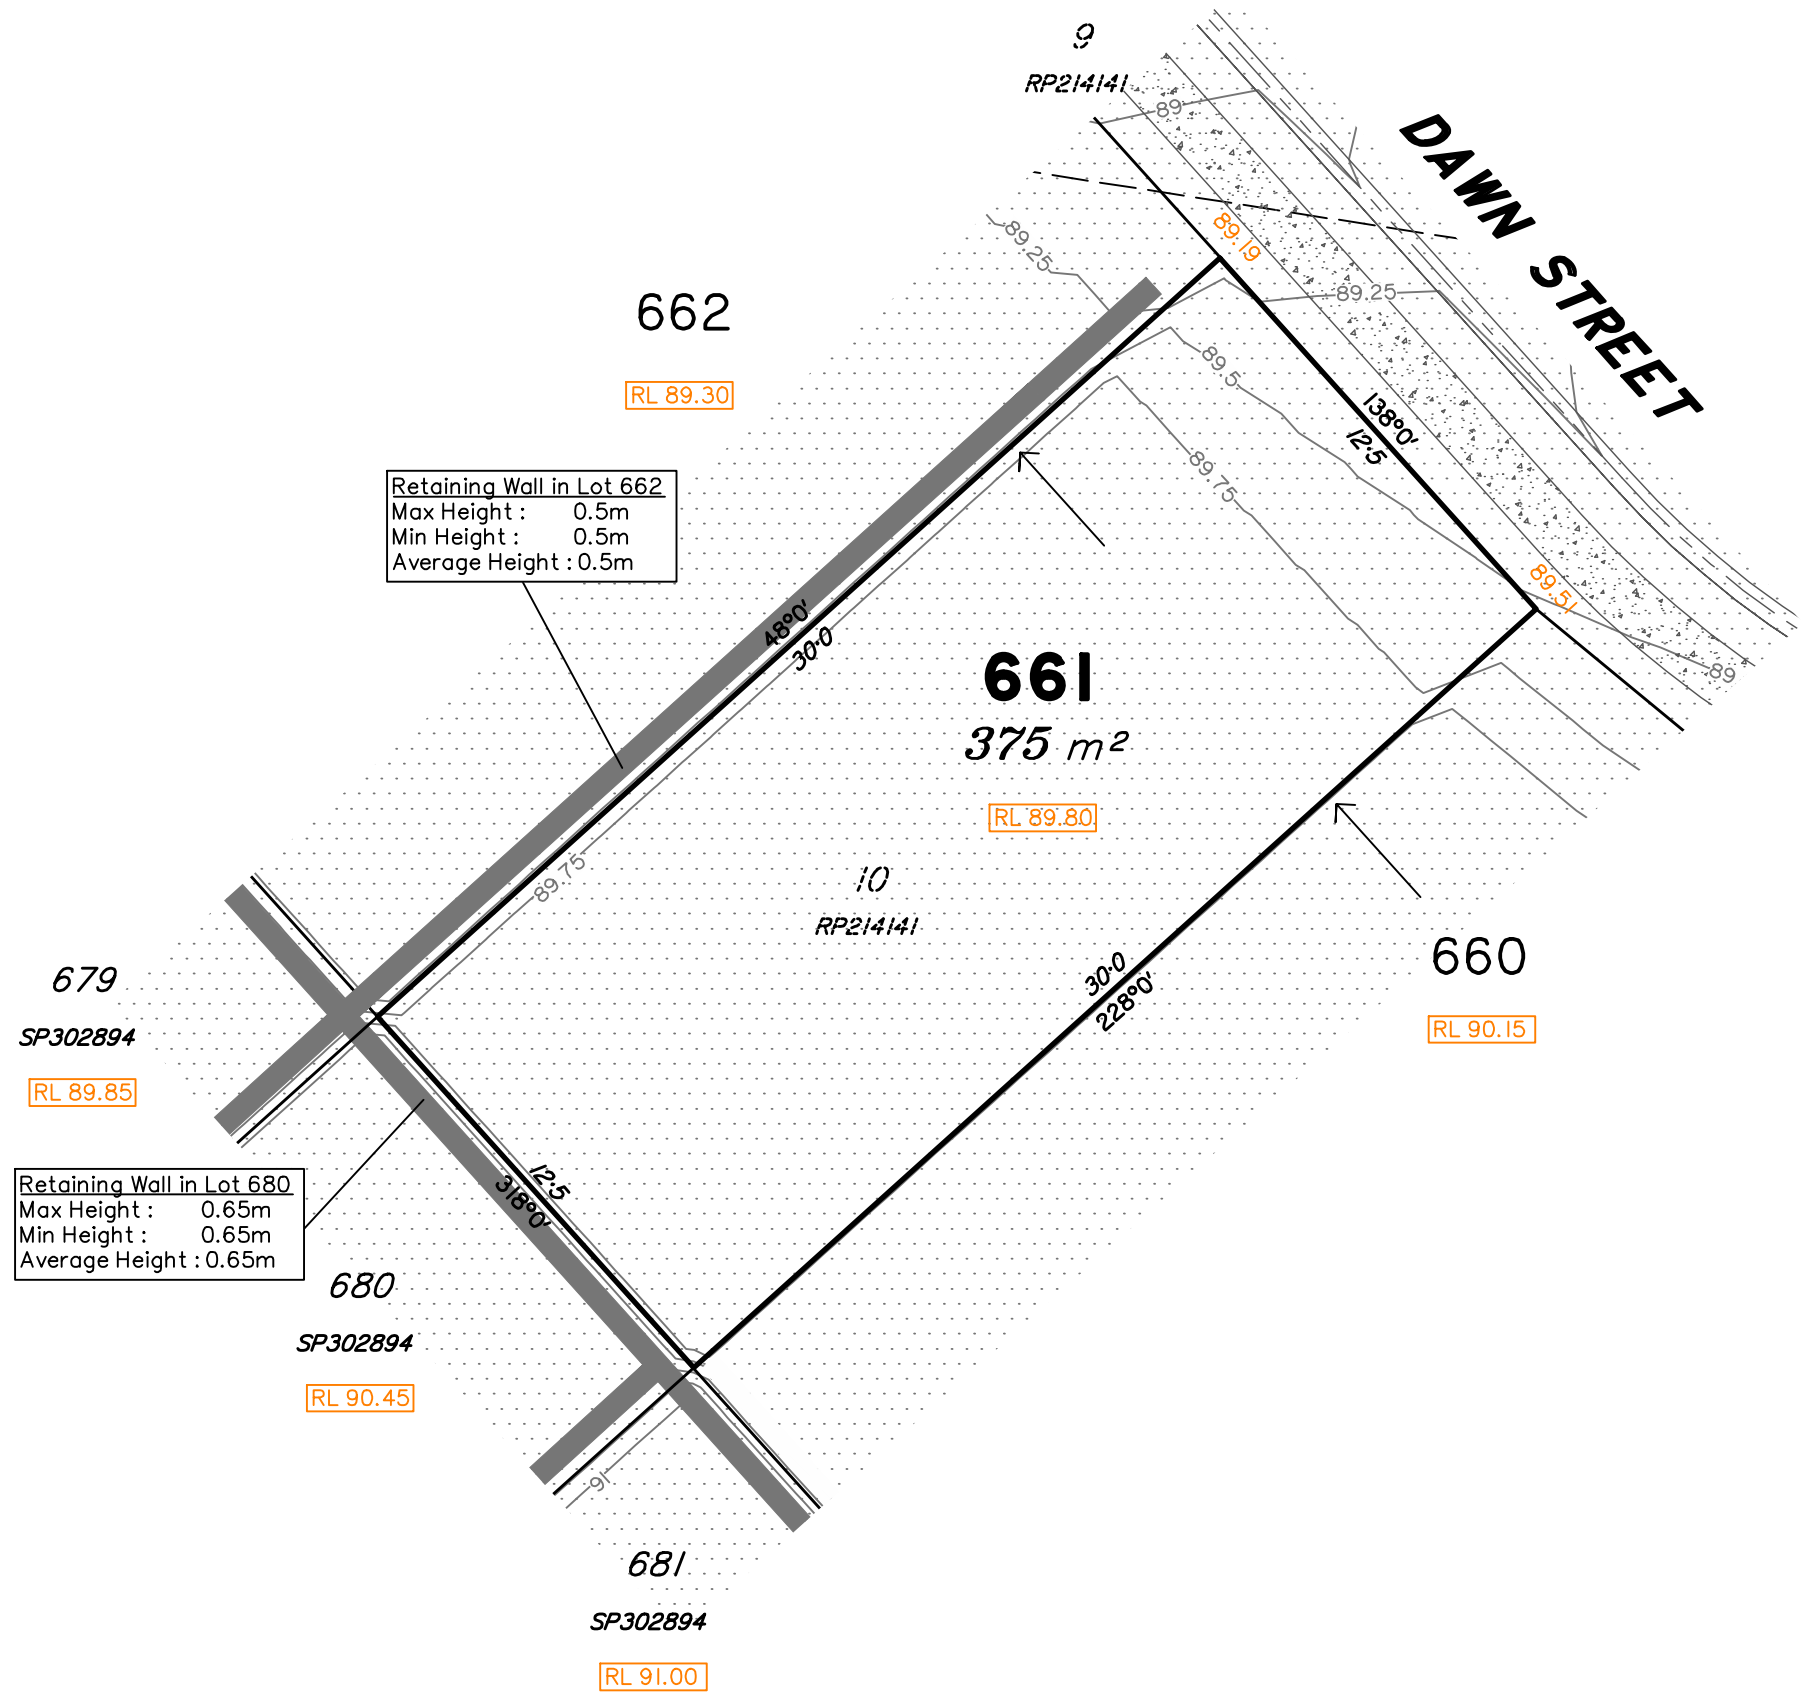 9
RP214141
DAWN STREET
89
89.19
89.25
89.25
662
RL 89.30
89.5
138°0'
12·5
89.75
Retaining Wall in Lot 662
Max Height : 0.5m
Min Height : 0.5m
Average Height : 0.5m
89.51
48°0'
30·0
661
375 m²
RL 89.80
89
89.75
10
RP214141
660
RL 90.15
30·0
228°0'
679
SP302894
RL 89.85
Retaining Wall in Lot 680
Max Height : 0.65m
Min Height : 0.65m
Average Height : 0.65m
12·5
318°0'
680
SP302894
RL 90.45
91
681
SP302894
RL 91.00